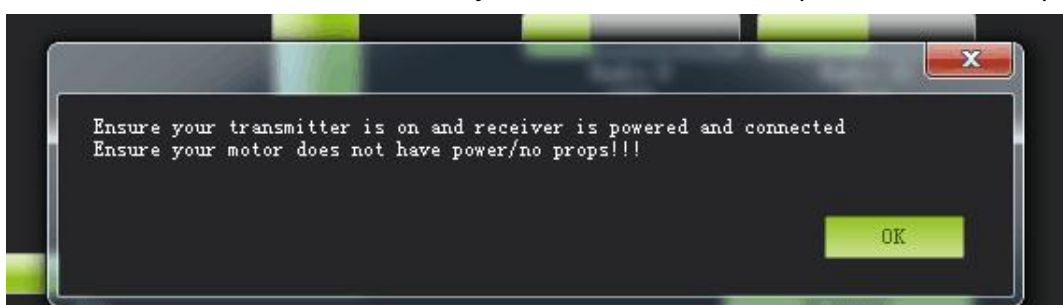 Ensure your transmitter is on and receiver is powered and connected
Ensure your motor does not have power/no props!!!
OK